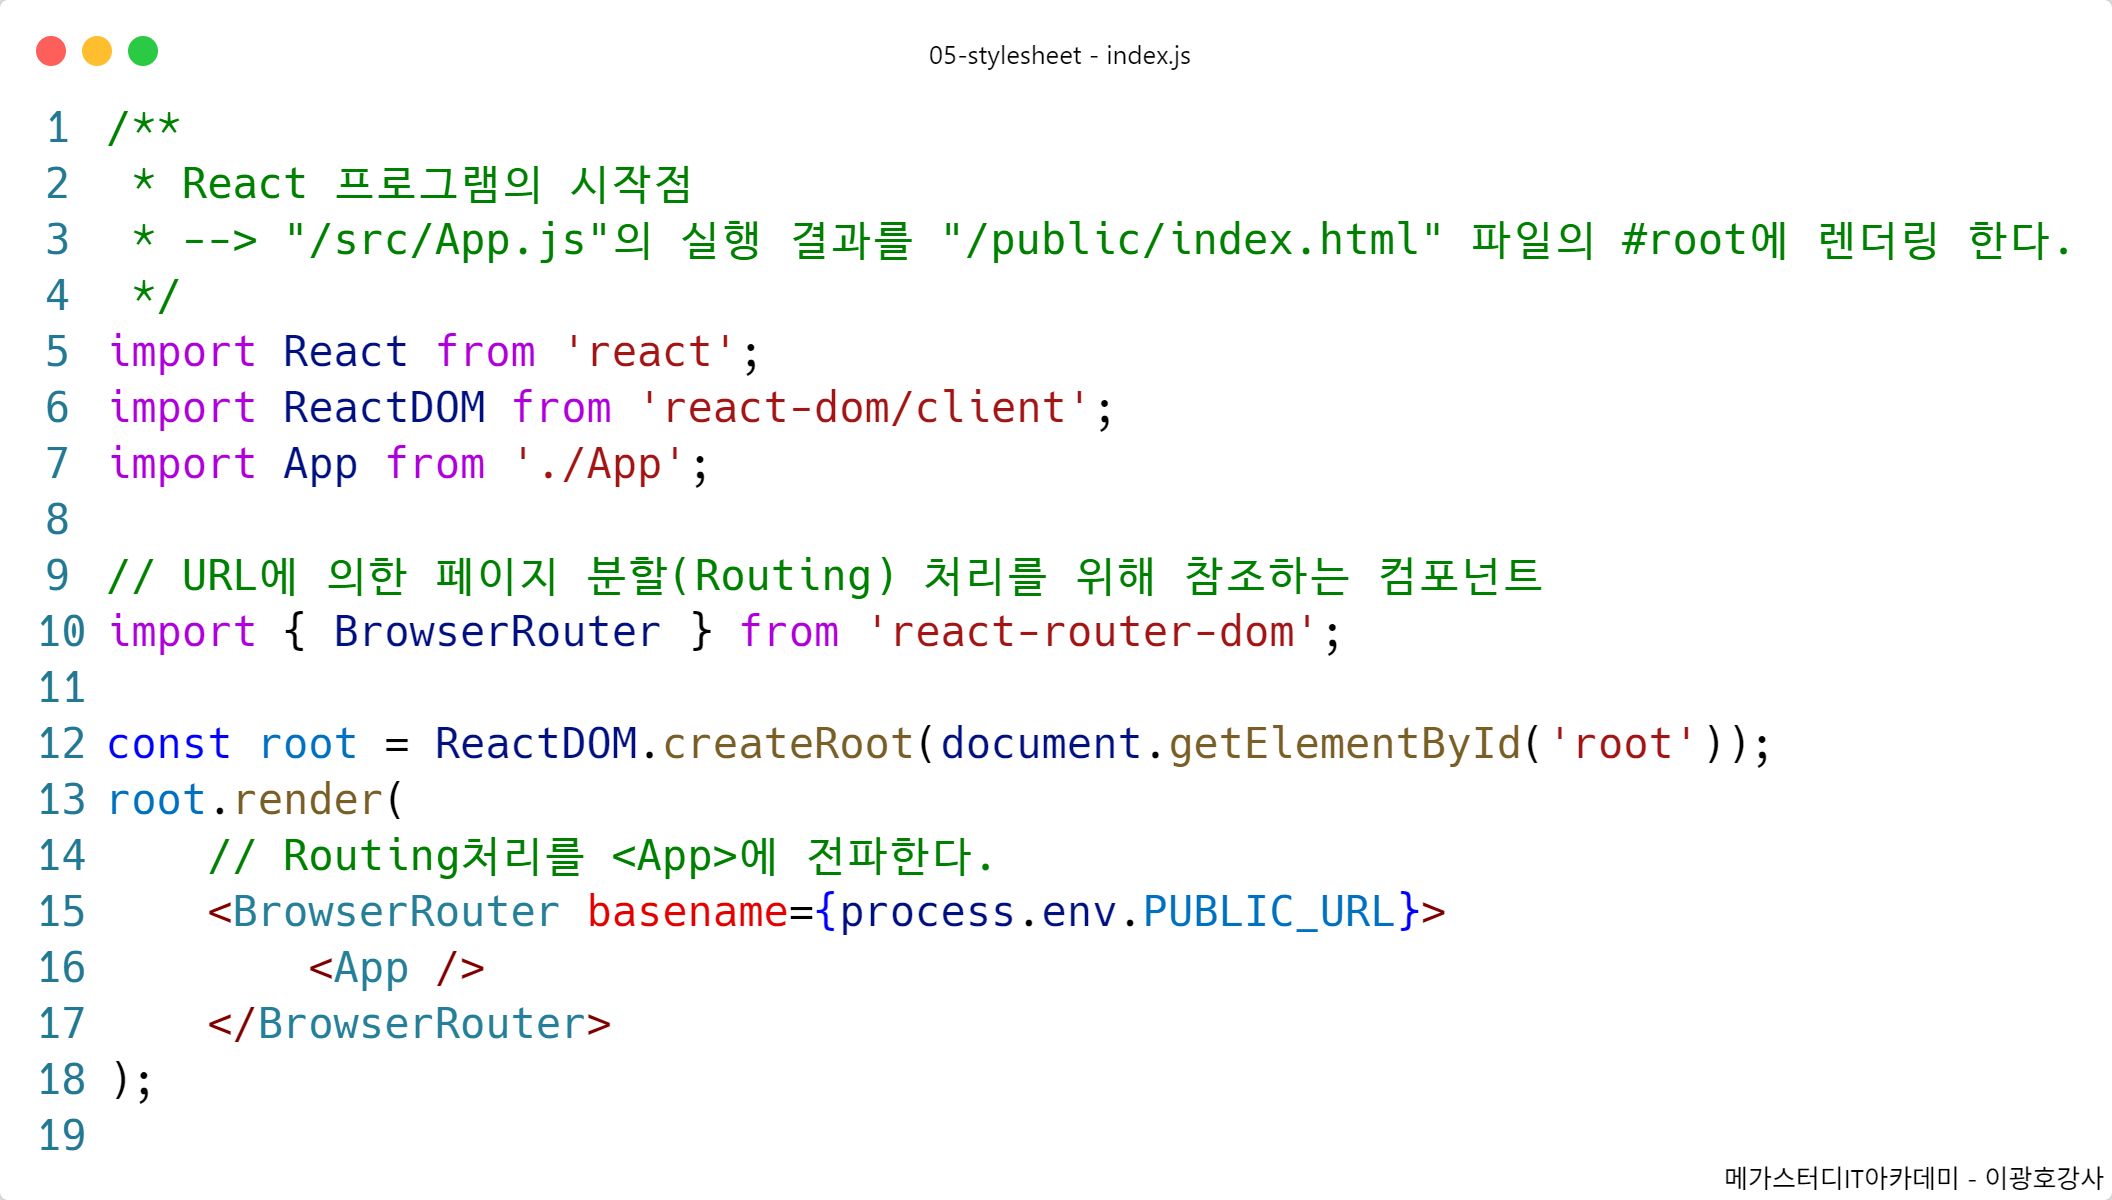 05-stylesheet - index.js
1 /**
2  * React 프로그램의 시작점
3  * --> "/src/App.js"의 실행 결과를 "/public/index.html" 파일의 #root에 렌더링 한다.
4  */
5 import React from 'react';
6 import ReactDOM from 'react-dom/client';
7 import App from './App';
8
9 // URL에 의한 페이지 분할(Routing) 처리를 위해 참조하는 컴포넌트
10 import { BrowserRouter } from 'react-router-dom';
11
12 const root = ReactDOM.createRoot(document.getElementById('root'));
13 root.render(
14     // Routing처리를 <App>에 전파한다.
15     <BrowserRouter basename={process.env.PUBLIC_URL}>
16         <App />
17     </BrowserRouter>
18 );
19
메가스터디IT아카데미 - 이광호강사